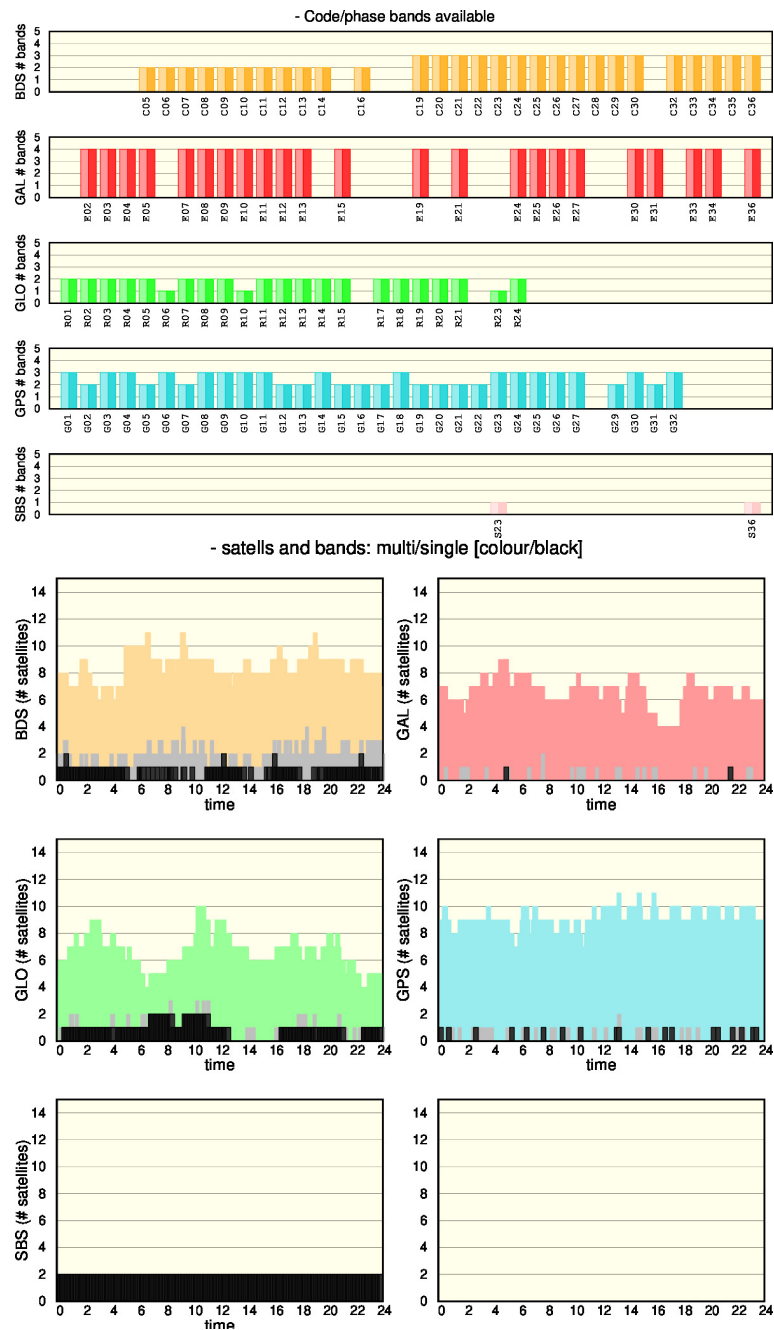 - Code/phase bands available
BDS # bands
5
4
3
2
1
0
C05 C06 C07 C08 C09 C10 C11 C12 C13 C14 C16 C19 C20 C21 C22 C23 C24 C25 C26 C27 C28 C29 C30 C32 C33 C34 C35 C36
GAL # bands
5
4
3
2
1
0
E02 E03 E04 E05 E07 E08 E09 E10 E11 E12 E13 E15 E19 E21 E24 E25 E26 E27 E30 E31 E33 E34 E36
GLO # bands
5
4
3
2
1
0
R01 R02 R03 R04 R05 R06 R07 R08 R09 R10 R11 R12 R13 R14 R15 R17 R18 R19 R20 R21 R23 R24
GPS # bands
5
4
3
2
1
0
G01 G02 G03 G04 G05 G06 G07 G08 G09 G10 G11 G12 G13 G14 G15 G16 G17 G18 G19 G20 G21 G22 G23 G24 G25 G26 G27 G29 G30 G31 G32
SBS # bands
5
4
3
2
1
0
S23 S36
- satells and bands: multi/single [colour/black]
BDS (# satellites)
14
12
10
8
6
4
2
0
0 2 4 6 8 10 12 14 16 18 20 22 24
time
GAL (# satellites)
14
12
10
8
6
4
2
0
0 2 4 6 8 10 12 14 16 18 20 22 24
time
GLO (# satellites)
14
12
10
8
6
4
2
0
0 2 4 6 8 10 12 14 16 18 20 22 24
time
GPS (# satellites)
14
12
10
8
6
4
2
0
0 2 4 6 8 10 12 14 16 18 20 22 24
time
SBS (# satellites)
14
12
10
8
6
4
2
0
0 2 4 6 8 10 12 14 16 18 20 22 24
time
14
12
10
8
6
4
2
0
0 2 4 6 8 10 12 14 16 18 20 22 24